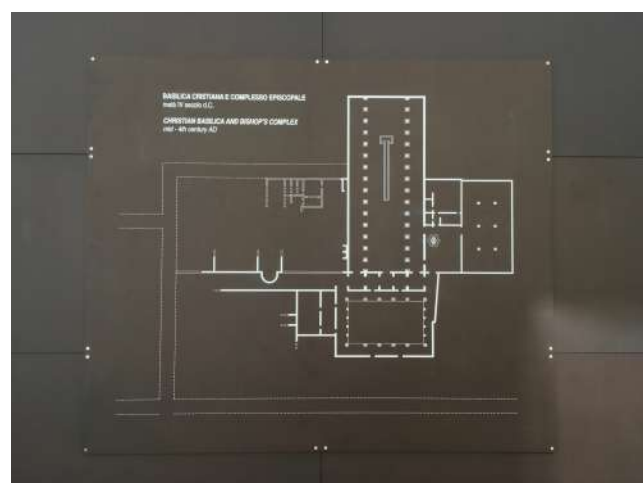 BASILICA CRISTIANA E COMPLESSO EPISCOPALE
metà IV secolo d.C.
CHRISTIAN BASILICA AND BISHOP'S COMPLEX
mid - 4th century AD